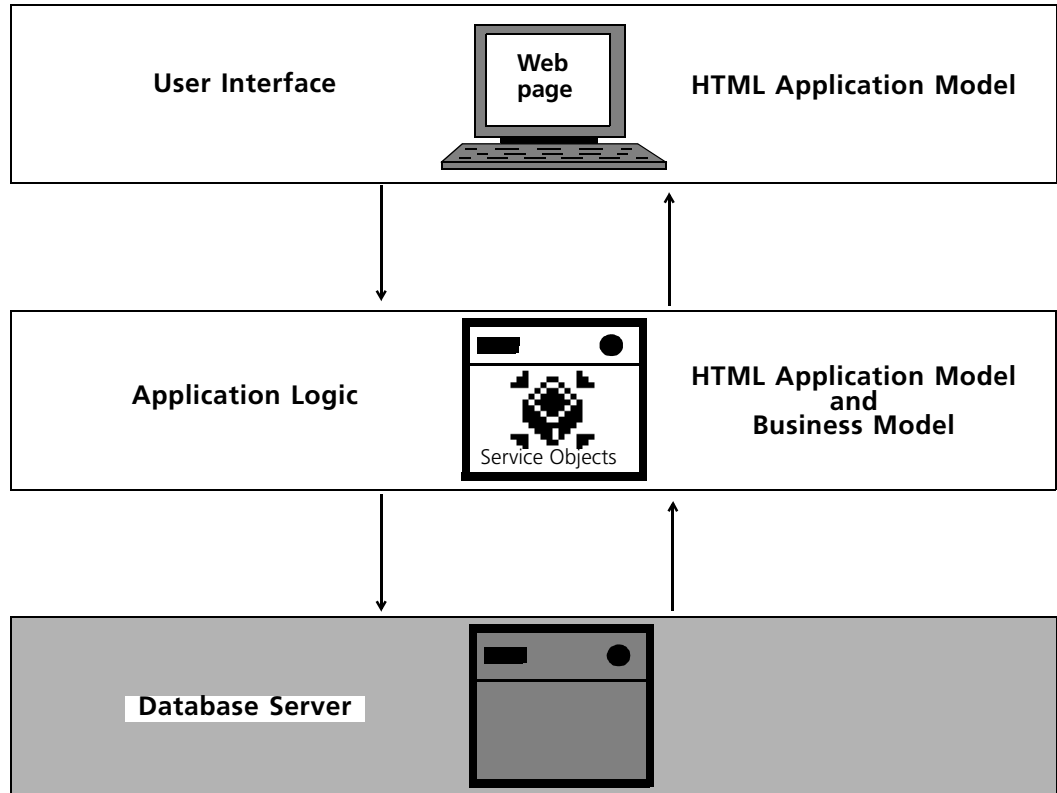 User Interface
Web
page
HTML Application Model
Application Logic
Service Objects
HTML Application Model
and
Business Model
Database Server